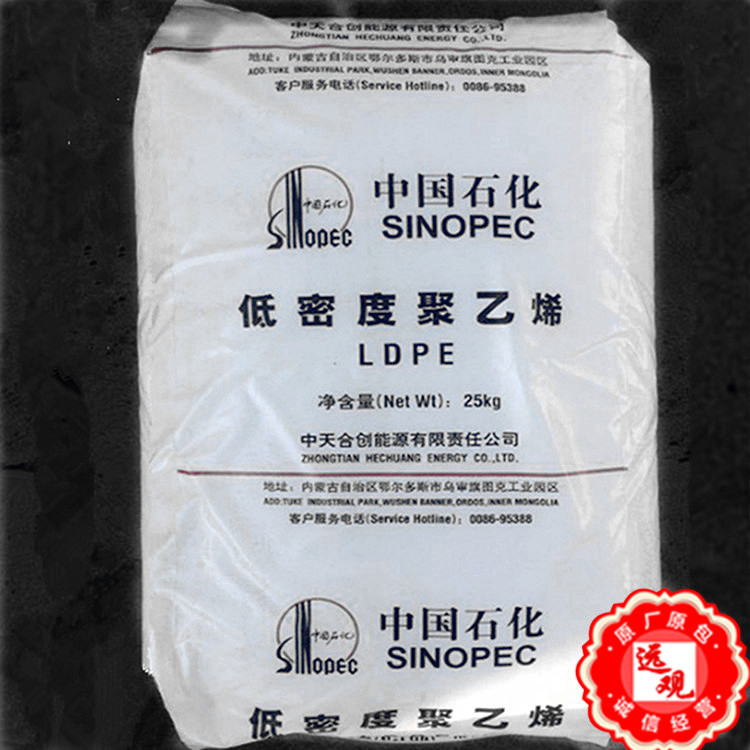 中天合创能源有限责任公司
ZHONGTIAN HECHUANG ENERGY CO.,LTD.
地址：内蒙古自治区鄂尔多斯市乌审旗图克工业园区
ADD:TUKE INDUSTRIAL PARK,WUSHEN BANNER,ORDOS,INNER MONGOLIA
客户服务电话(Service Hotline)：0086-95388
中国石化
SINOPEC
中国石化
SINOPEC
低密度聚乙烯
LDPE
净含量(Net Wt)：25kg
中天合创能源有限责任公司
ZHONGTIAN HECHUANG ENERGY CO.,LTD.
地址：内蒙古自治区鄂尔多斯市乌审旗图克工业园区
ADD:TUKE INDUSTRIAL PARK,WUSHEN BANNER,ORDOS,INNER MONGOLIA
客户服务电话(Service Hotline)：0086-95388
中国石化
SINOPEC
中国石化
SINOPEC
低密度聚乙烯
原厂原包
远观
诚信经营